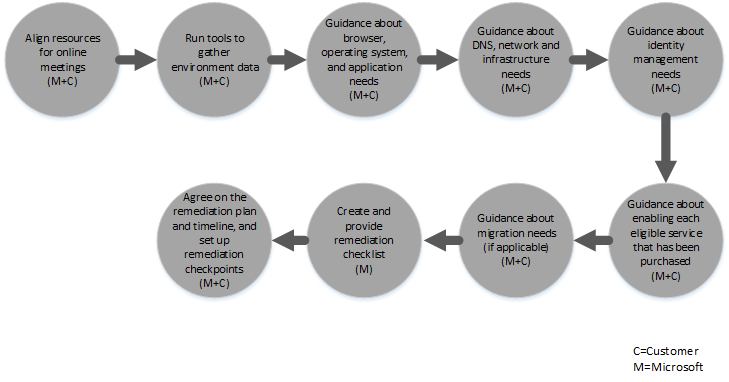 Align resources
for online
meetings
(M+C)
Run tools to
gather
environment data
(M+C)
Guidance about
browser,
operating system,
and application
needs
(M+C)
Guidance about
DNS, network and
infrastructure
needs
(M+C)
Guidance about
identity
management
needs
(M+C)
Guidance about
enabling each
eligible service
that has been
purchased
(M+C)
Guidance about
migration needs
(if applicable)
(M+C)
Create and
provide
remediation
checklist
(M)
Agree on the
remediation plan
and timeline, and
set up
remediation
checkpoints
(M+C)
C=Customer
M=Microsoft